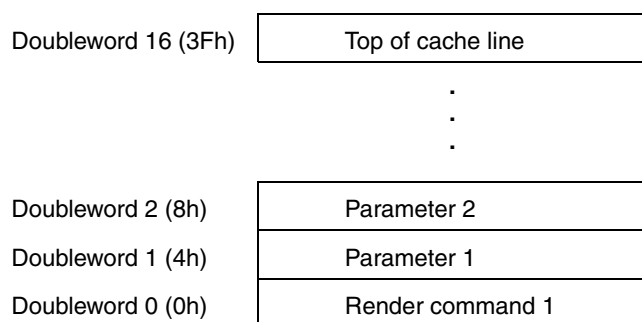 Doubleword 16 (3Fh) Top of cache line
.
.
.
Doubleword 2 (8h) Parameter 2
Doubleword 1 (4h) Parameter 1
Doubleword 0 (0h) Render command 1